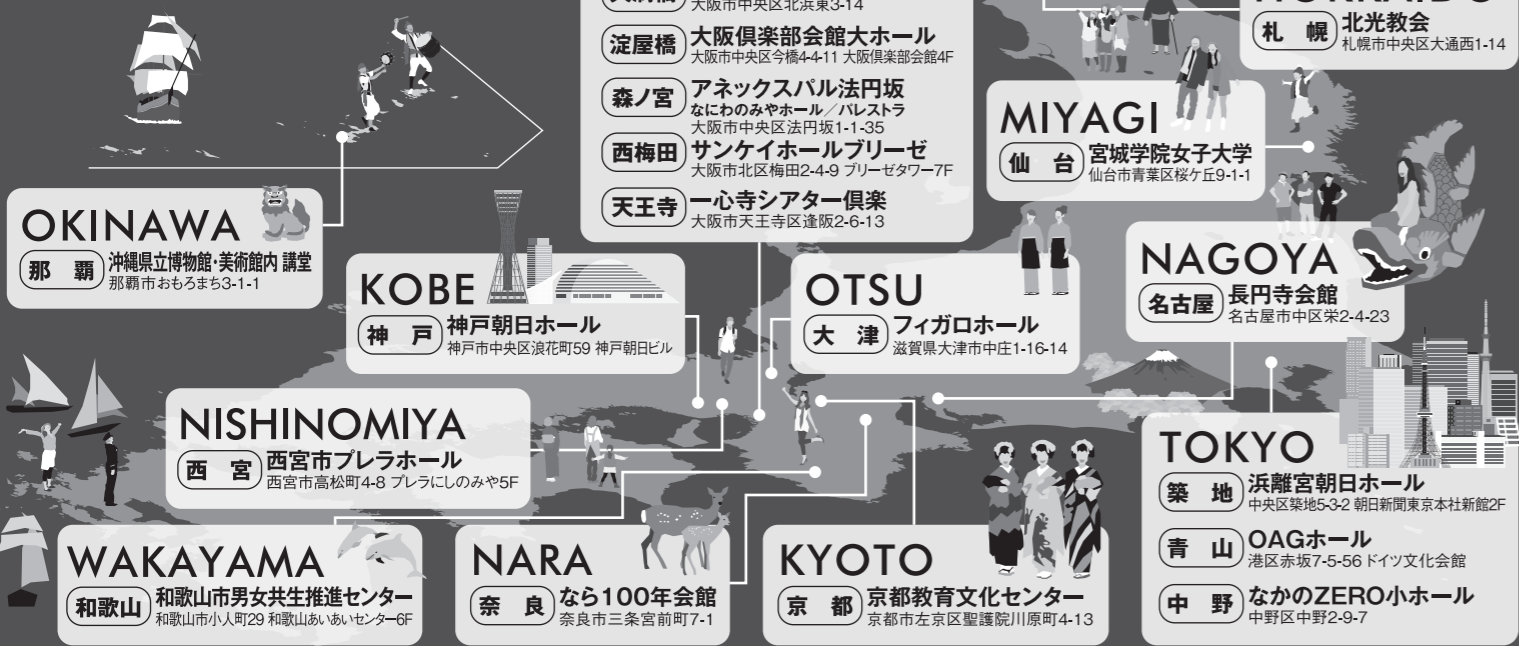 大阪市中央区北浜東3-14
淀屋橋 大阪倶楽部会館大ホール
大阪市中央区今橋4-4-11 大阪倶楽部会館4F
森ノ宮 アネックスパル法円坂
なにわのみやホール／パレストラ
大阪市中央区法円坂1-1-35
西梅田 サンケイホールブリーゼ
大阪市北区梅田2-4-9 ブリーゼタワー7F
天王寺 一心寺シアター倶楽
大阪市天王寺区逢阪2-6-13
札幌 北光教会
札幌市中央区大通西1-14
MIYAGI
仙台 宮城学院女子大学
仙台市青葉区桜ケ丘9-1-1
OKINAWA
那覇 沖縄県立博物館・美術館内 講堂
那覇市おもろまち3-1-1
KOBE
神戸 神戸朝日ホール
神戸市中央区浪花町59 神戸朝日ビル
OTSU
大津 フィガロホール
滋賀県大津市中庄1-16-14
NAGOYA
名古屋 長円寺会館
名古屋市中区栄2-4-23
NISHINOMIYA
西宮 西宮市プレラホール
西宮市高松町4-8 プレラにしのみや5F
TOKYO
築地 浜離宮朝日ホール
中央区築地5-3-2 朝日新聞東京本社新館2F
青山 OAGホール
港区赤坂7-5-56 ドイツ文化会館
中野 なかのZERO小ホール
中野区中野2-9-7
WAKAYAMA
和歌山 和歌山市男女共生推進センター
和歌山市小人町29 和歌山あいあいセンター6F
NARA
奈良 なら100年会館
奈良市三条宮前町7-1
KYOTO
京都 京都教育文化センター
京都市左京区聖護院川原町4-13